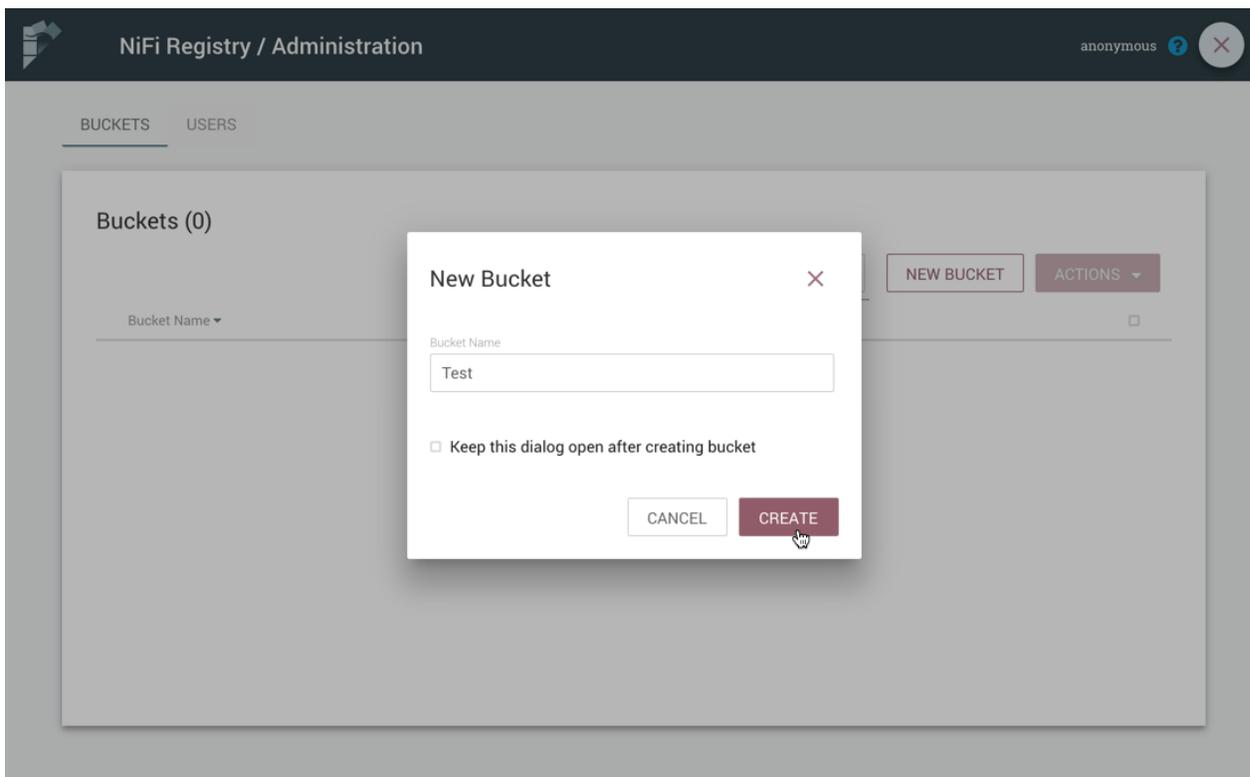 NiFi Registry / Administration
anonymous ?
BUCKETS USERS
Buckets (0)
NEW BUCKET ACTIONS
Bucket Name
New Bucket
Bucket Name
Test
Keep this dialog open after creating bucket
CANCEL CREATE